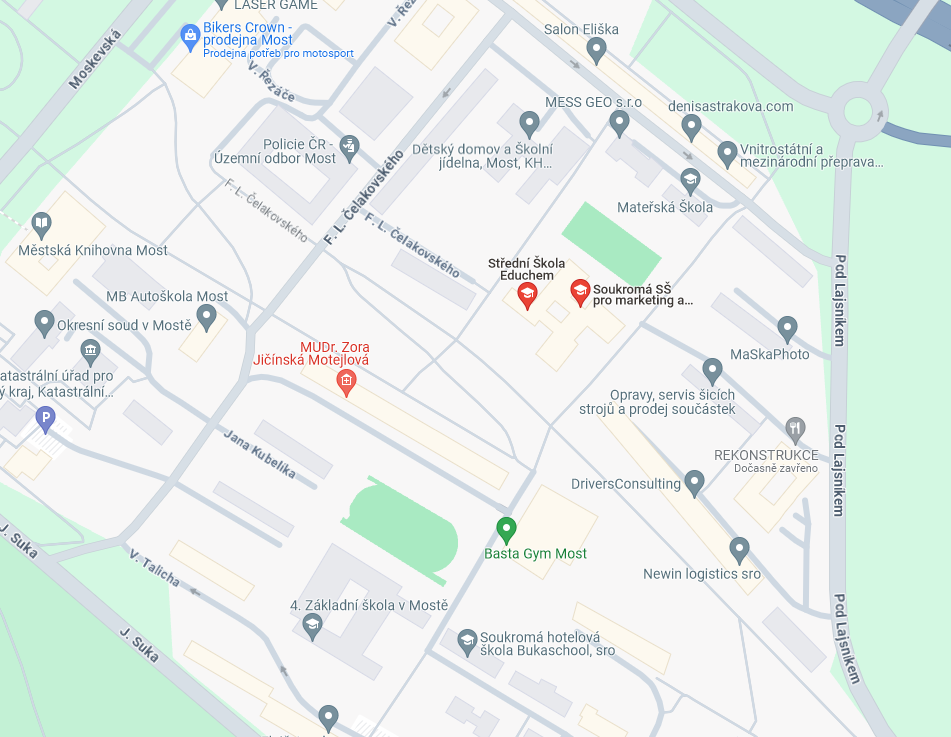 LASER GAME
Bikers Crown -
prodejna Most
Prodejna potřeb pro motosport
V. Řezáče
Moskevská
Salon Eliška
MESS GEO s.r.o
denisastrakova.com
Policie ČR -
Územní odbor Most
Dětský domov a Školní
jídelna, Most, KH...
Vnitrostátní a
mezinárodní přeprava...
F. L. Čelakovského
F. L. Čelakovského
F. L. Čelakovského
Mateřská Škola
Městská Knihovna Most
Střední Škola
Educhem
Soukromá SŠ
pro marketing a...
MB Autoškola Most
Okresní soud v Mostě
Pod Lajsníkem
MUDr. Zora
Jičínská Motejlová
MaSkaPhoto
atastrální úřad pro
ý kraj, Katastrální...
P
Opravy, servis šicích
strojů a prodej součástek
Jana Kubelíka
REKONSTRUKCE
Dočasně zavřeno
Pod Lajsníkem
DriversConsulting
J. Suka
Basta Gym Most
V. Talicha
Newin logistics sro
4. Základní škola v Mostě
Pod Lajsníkem
J. Suka
Soukromá hotelová
škola Bukaschool, sro